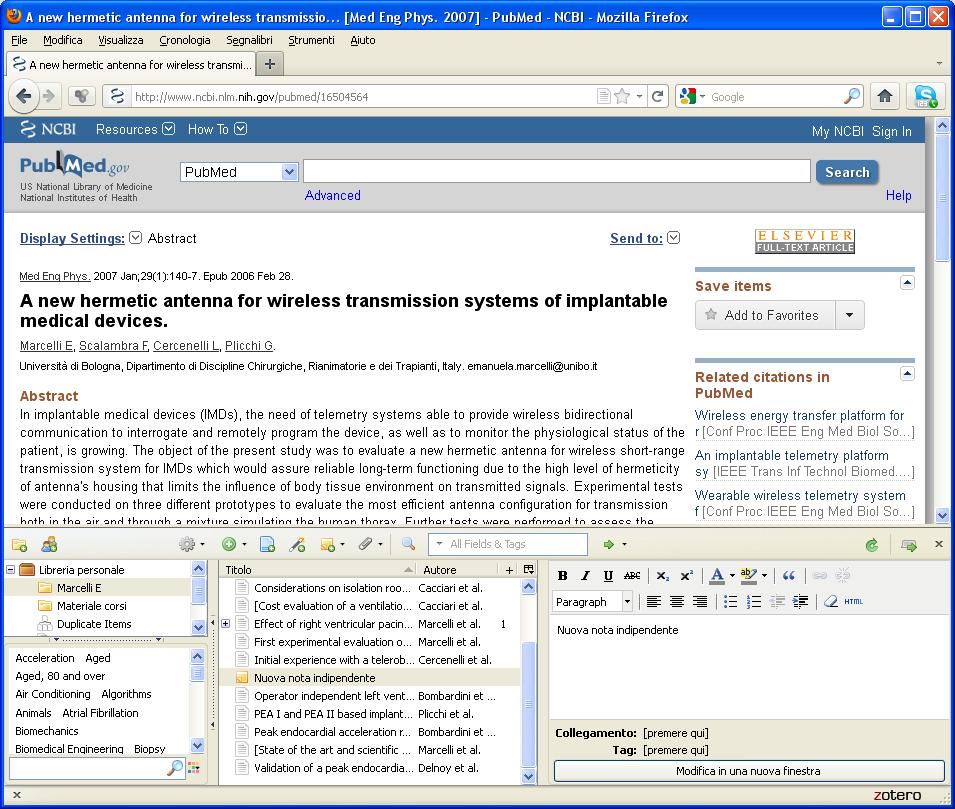 A new hermetic antenna for wireless transmissio... [Med Eng Phys. 2007] - PubMed - NCBI - Mozilla Firefox
File Modifica Visualizza Cronologia Segnalibri Strumenti Aiuto
A new hermetic antenna for wireless transmi...
http://www.ncbi.nlm.nih.gov/pubmed/16504564
Google
NCBI Resources How To My NCBI Sign In
PubMed.gov
US National Library of Medicine
National Institutes of Health
PubMed
Search
Advanced
Help
Display Settings: Abstract
Send to:
ELSEVIER
FULL-TEXT ARTICLE
Med Eng Phys. 2007 Jan;29(1):140-7. Epub 2006 Feb 28.
A new hermetic antenna for wireless transmission systems of implantable
medical devices.
Marcelli E, Scalambra F, Cercenelli L, Plicchi G.
Università di Bologna, Dipartimento di Discipline Chirurgiche, Rianimatorie e dei Trapianti, Italy. emanuela.marcelli@unibo.it
Abstract
In implantable medical devices (IMDs), the need of telemetry systems able to provide wireless bidirectional
communication to interrogate and remotely program the device, as well as to monitor the physiological status of the
patient, is growing. The object of the present study was to evaluate a new hermetic antenna for wireless short-range
transmission system for IMDs which would assure reliable long-term functioning due to the high level of hermeticity
of antenna's housing that limits the influence of body tissue environment on transmitted signals. Experimental tests
were conducted on three different prototypes to evaluate the most efficient antenna configuration for transmission
both in the air and through a mixture simulating the human thorax. Further tests were performed to assess the
Save items
Add to Favorites
Related citations in
PubMed
Wireless energy transfer platform for
r [Conf Proc IEEE Eng Med Biol So...]
An implantable telemetry platform
sy [IEEE Trans Inf Technol Biomed....]
Wearable wireless telemetry system
f [Conf Proc IEEE Eng Med Biol So...]
All Fields & Tags
Libreria personale
Marcelli E
Materiale corsi
Duplicate Items
Acceleration Aged
Aged, 80 and over
Air Conditioning Algorithms
Animals Atrial Fibrillation
Biomechanics
Biomedical Engineering Biopsy
Titolo Autore +
Considerations on isolation roo... Cacciari et al.
[Cost evaluation of a ventilatio... Cacciari et al.
Effect of right ventricular pacin... Marcelli et al. 1
First experimental evaluation o... Marcelli et al.
Initial experience with a telerob... Cercenelli et al.
Nuova nota indipendente
Operator independent left vent... Bombardini et ...
PEA I and PEA II based implant... Plicchi et al.
Peak endocardial acceleration r... Bombardini et ...
[State of the art and scientific ... Marcelli et al.
Validation of a peak endocardia... Delnoy et al.
B I U ABC X₂ X² A ab
Paragraph
HTML
Nuova nota indipendente
Collegamento: [premere qui]
Tag: [premere qui]
Modifica in una nuova finestra
zotero